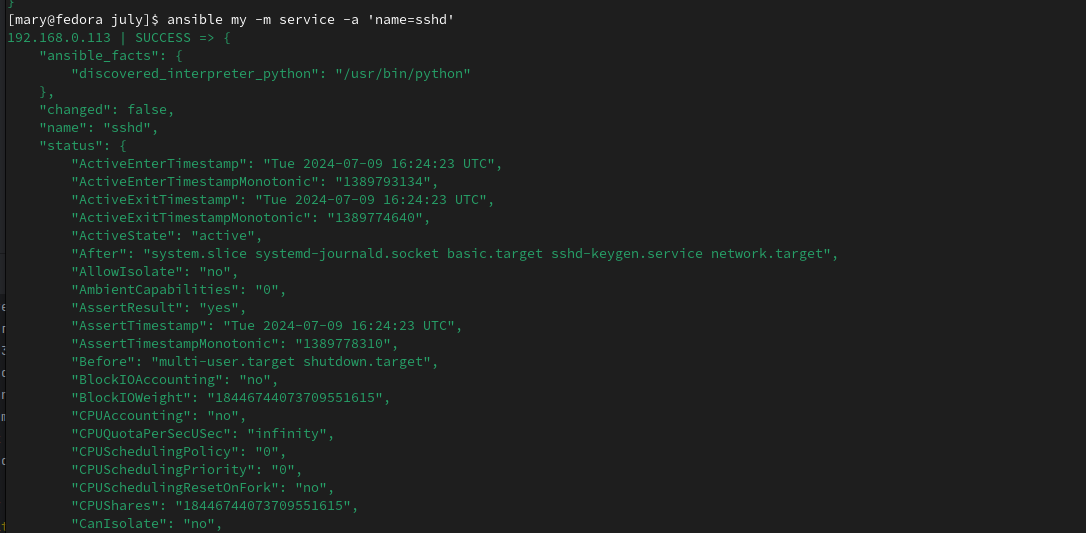 }
[mary@fedora july]$ ansible my -m service -a 'name=sshd'
192.168.0.113 | SUCCESS => {
    "ansible_facts": {
        "discovered_interpreter_python": "/usr/bin/python"
    },
    "changed": false,
    "name": "sshd",
    "status": {
        "ActiveEnterTimestamp": "Tue 2024-07-09 16:24:23 UTC",
        "ActiveEnterTimestampMonotonic": "1389793134",
        "ActiveExitTimestamp": "Tue 2024-07-09 16:24:23 UTC",
        "ActiveExitTimestampMonotonic": "1389774640",
        "ActiveState": "active",
        "After": "system.slice systemd-journald.socket basic.target sshd-keygen.service network.target",
        "AllowIsolate": "no",
        "AmbientCapabilities": "0",
        "AssertResult": "yes",
        "AssertTimestamp": "Tue 2024-07-09 16:24:23 UTC",
        "AssertTimestampMonotonic": "1389778310",
        "Before": "multi-user.target shutdown.target",
        "BlockIOAccounting": "no",
        "BlockIOWeight": "18446744073709551615",
        "CPUAccounting": "no",
        "CPUQuotaPerSecUSec": "infinity",
        "CPUSchedulingPolicy": "0",
        "CPUSchedulingPriority": "0",
        "CPUSchedulingResetOnFork": "no",
        "CPUShares": "18446744073709551615",
        "CanIsolate": "no",